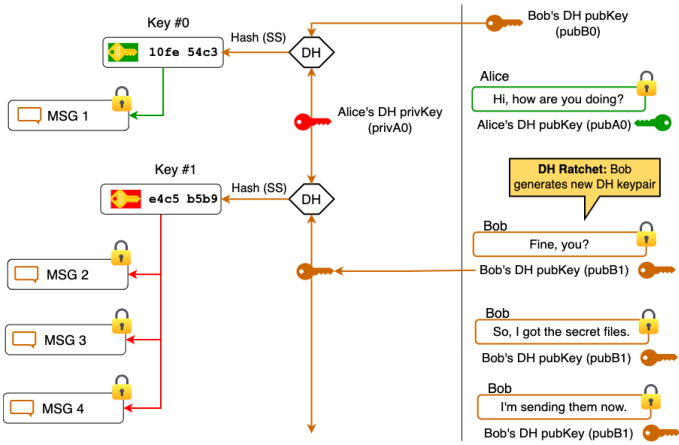 Key #0
10fe 54c3
Hash (SS)
DH
Bob's DH pubKey
(pubB0)
MSG 1
Alice's DH privKey
(privA0)
Alice
Hi, how are you doing?
Alice's DH pubKey (pubA0)
Key #1
e4c5 b5b9
Hash (SS)
DH
DH Ratchet: Bob
generates new DH keypair
Bob
Fine, you?
Bob's DH pubKey (pubB1)
MSG 2
MSG 3
MSG 4
Bob
So, I got the secret files.
Bob's DH pubKey (pubB1)
Bob
I'm sending them now.
Bob's DH pubKey (pubB1)